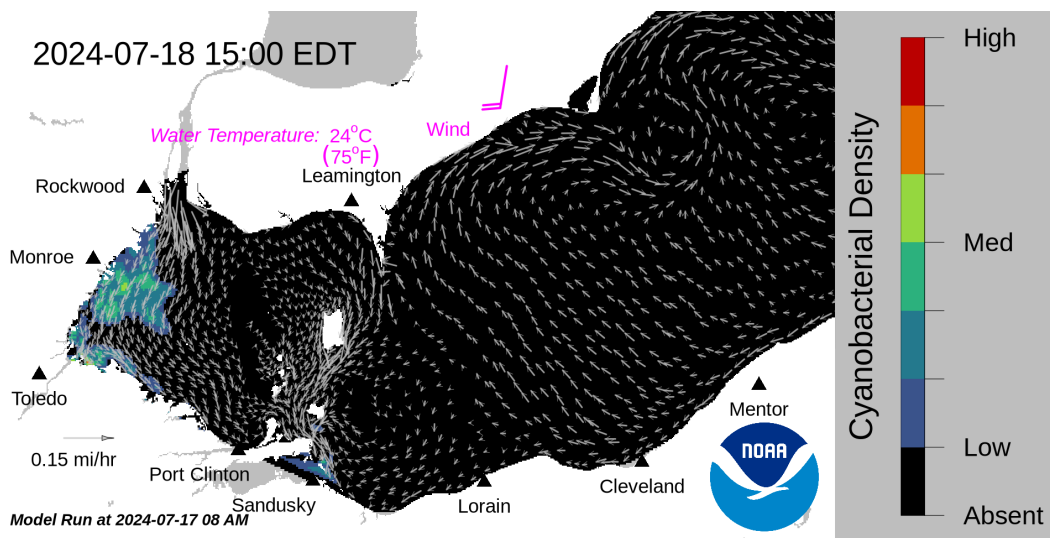 2024-07-18 15:00 EDT
Water Temperature: 24°C
(75°F)
Wind
Leamington
Rockwood
Monroe
Toledo
0.15 mi/hr
Port Clinton
Sandusky
Lorain
Cleveland
Mentor
NOAA
Model Run at 2024-07-17 08 AM
Cyanobacterial Density
High
Med
Low
Absent